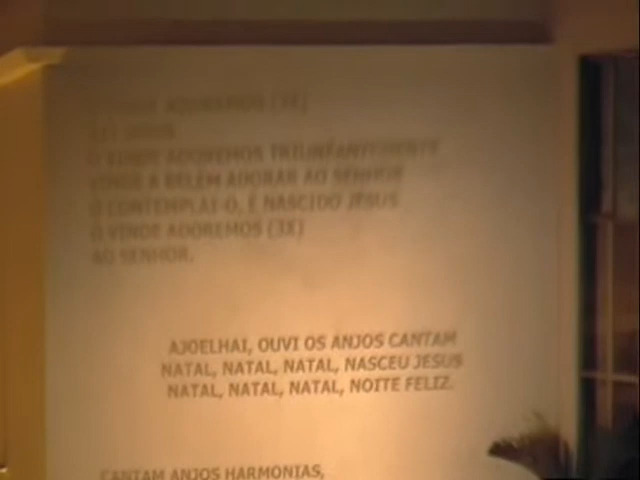 VINDE ADOREMOS (3X)
O VINDE ADOREMOS TRIUNFANTEMENTE
VINDE A BELÉM ADORAR AO SENHOR
O CONTEMPLAI-O, É NASCIDO JESUS
O VINDE ADOREMOS (3X)
AO SENHOR.
AJOELHAI, OUVI OS ANJOS CANTAM
NATAL, NATAL, NATAL, NASCEU JESUS
NATAL, NATAL, NATAL, NOITE FELIZ.
CANTAM ANJOS HARMONIAS,